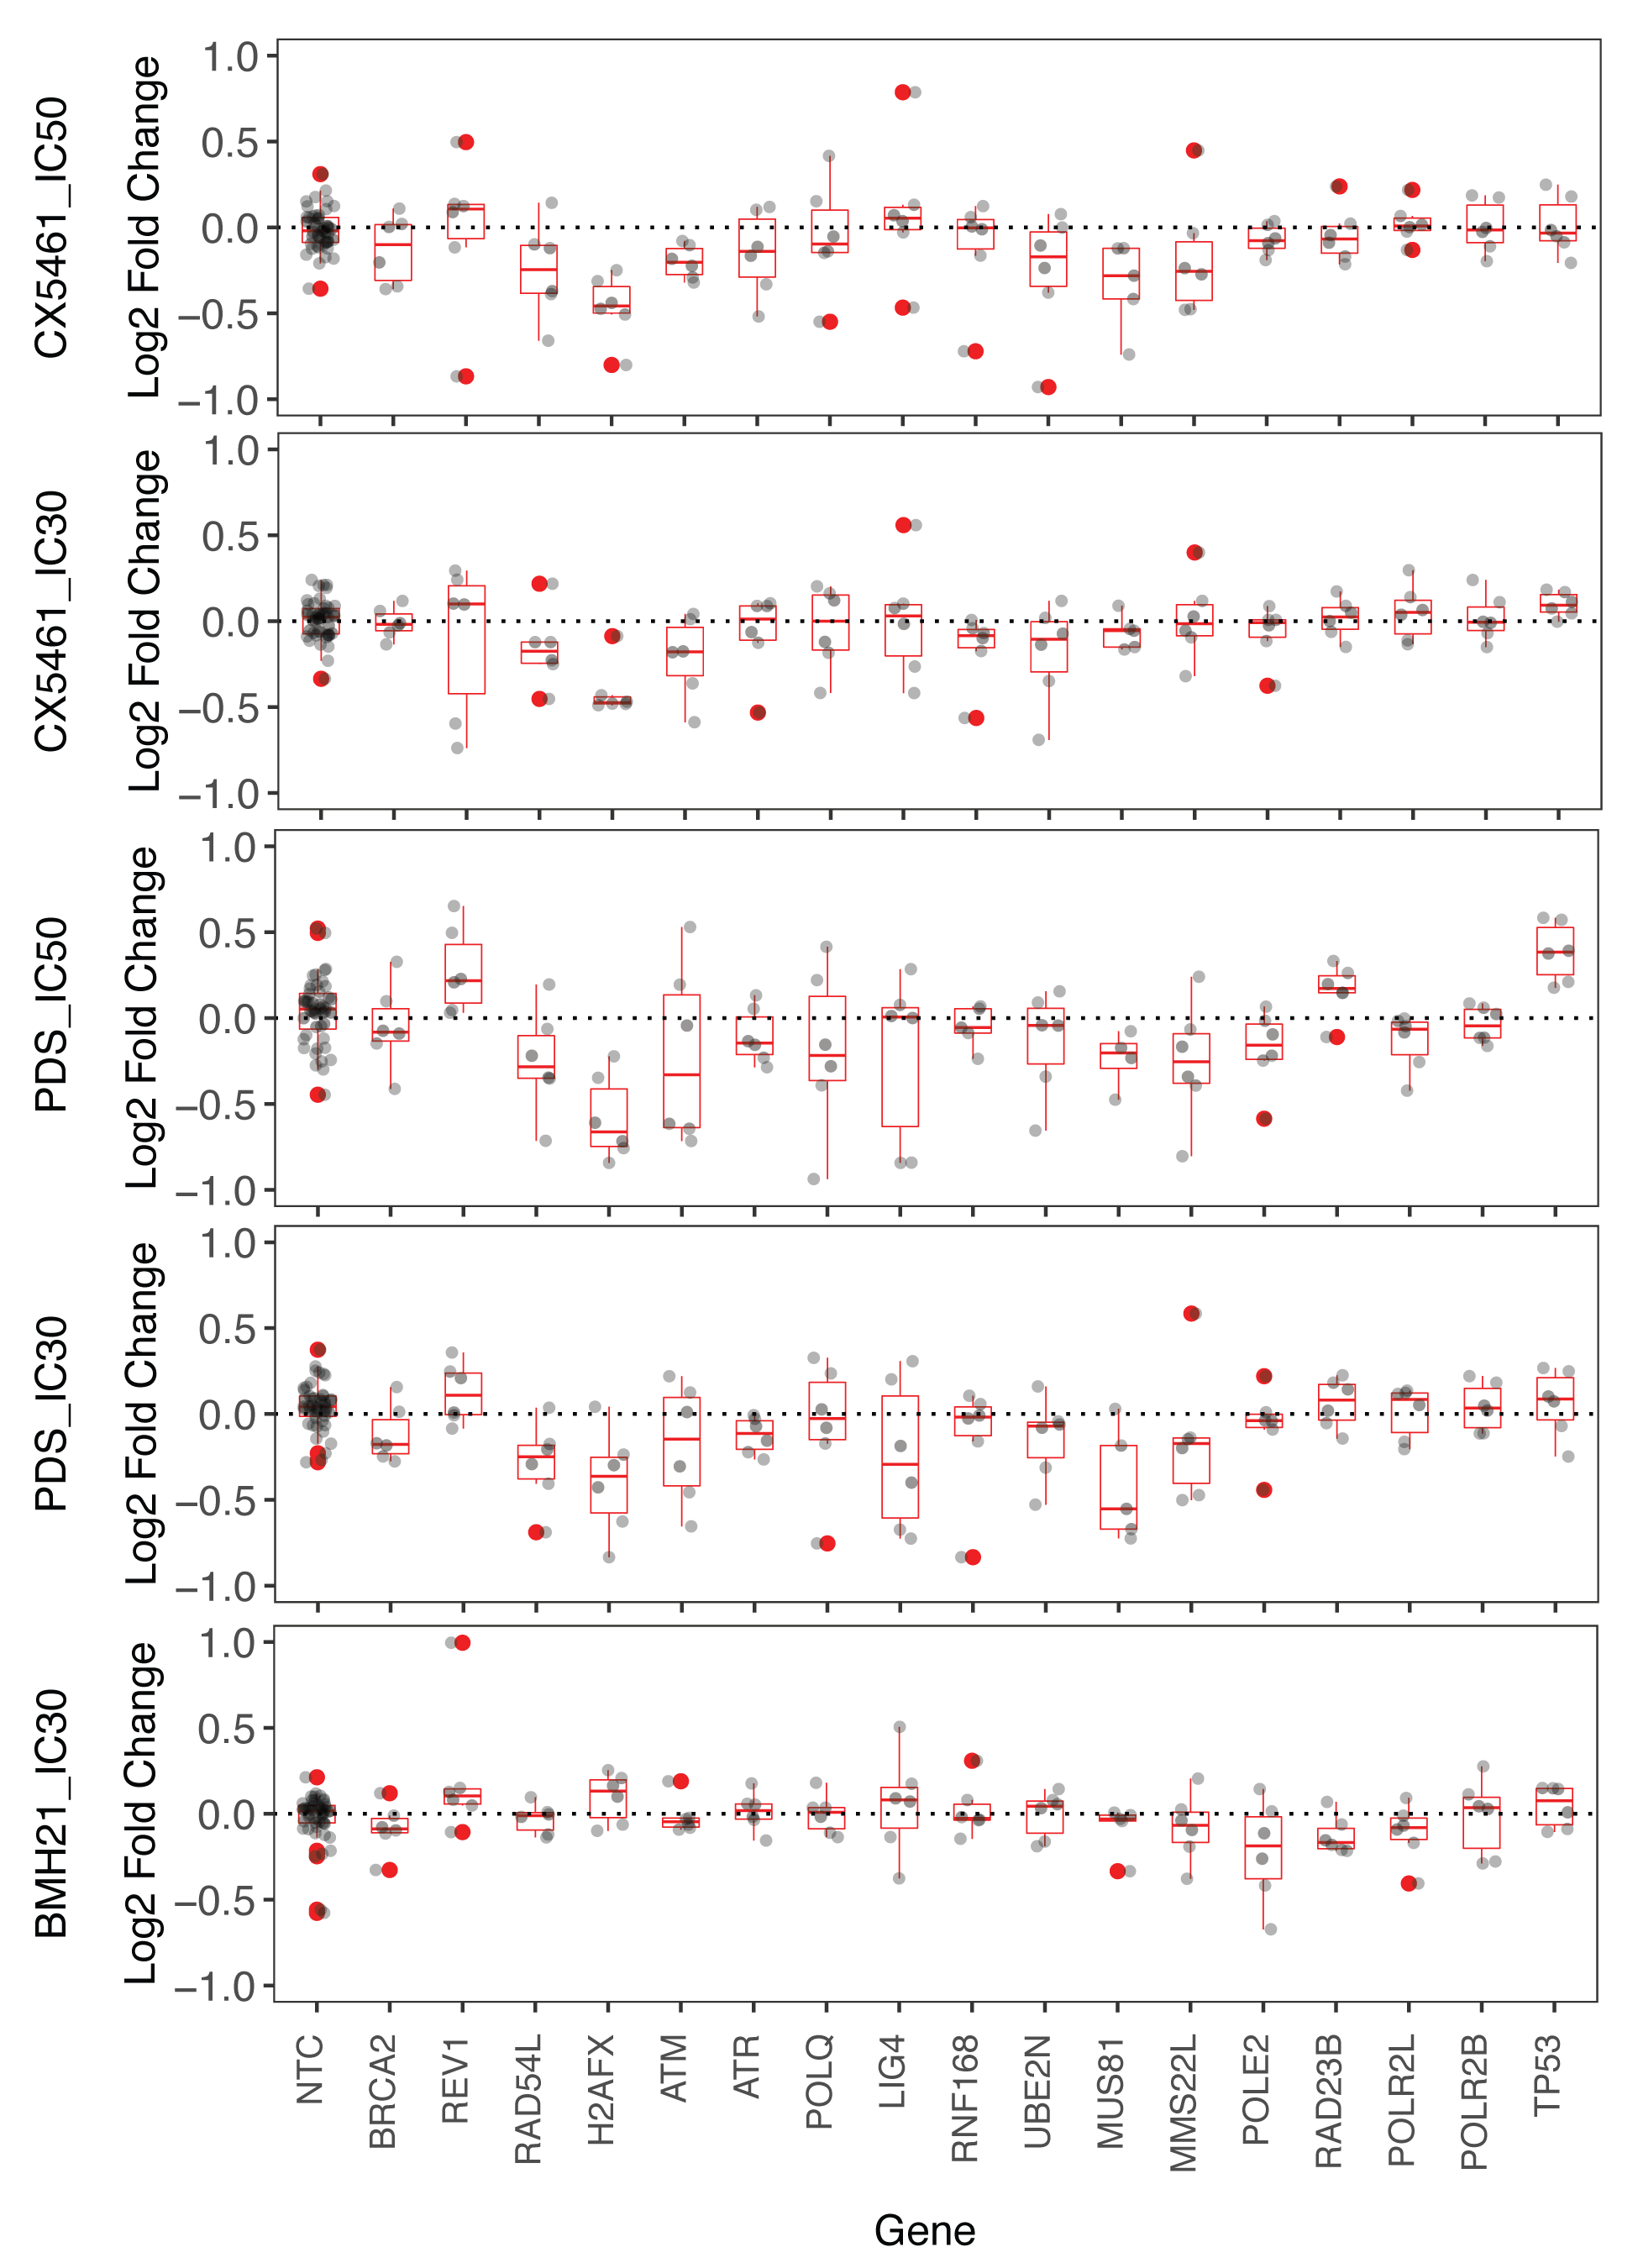 CX5461_IC50
Log2 Fold Change
1.0
0.5
0.0
−0.5
−1.0
CX5461_IC30
Log2 Fold Change
1.0
0.5
0.0
−0.5
−1.0
PDS_IC50
Log2 Fold Change
1.0
0.5
0.0
−0.5
−1.0
PDS_IC30
Log2 Fold Change
1.0
0.5
0.0
−0.5
−1.0
BMH21_IC30
Log2 Fold Change
1.0
0.5
0.0
−0.5
−1.0
NTC
BRCA2
REV1
RAD54L
H2AFX
ATM
ATR
POLQ
LIG4
RNF168
UBE2N
MUS81
MMS22L
POLE2
RAD23B
POLR2L
POLR2B
TP53
Gene